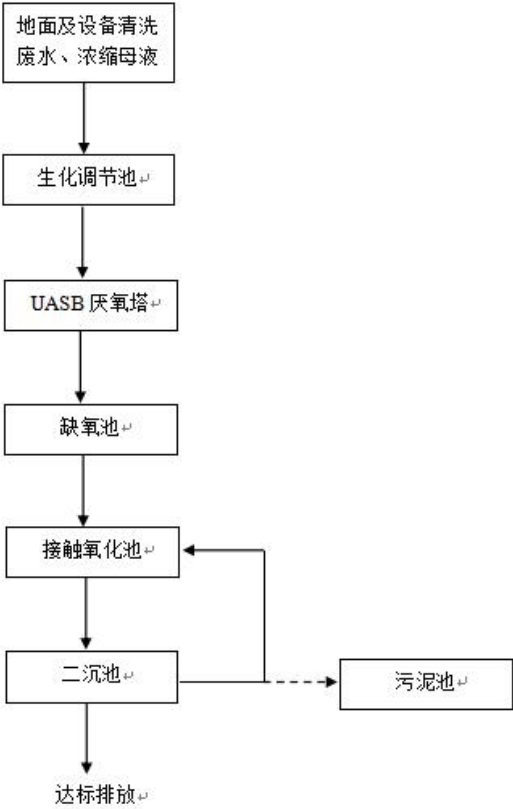 地面及设备清洗
废水、浓缩母液
生化调节池
UASB 厌氧塔
缺氧池
接触氧化池
二沉池
污泥池
达标排放